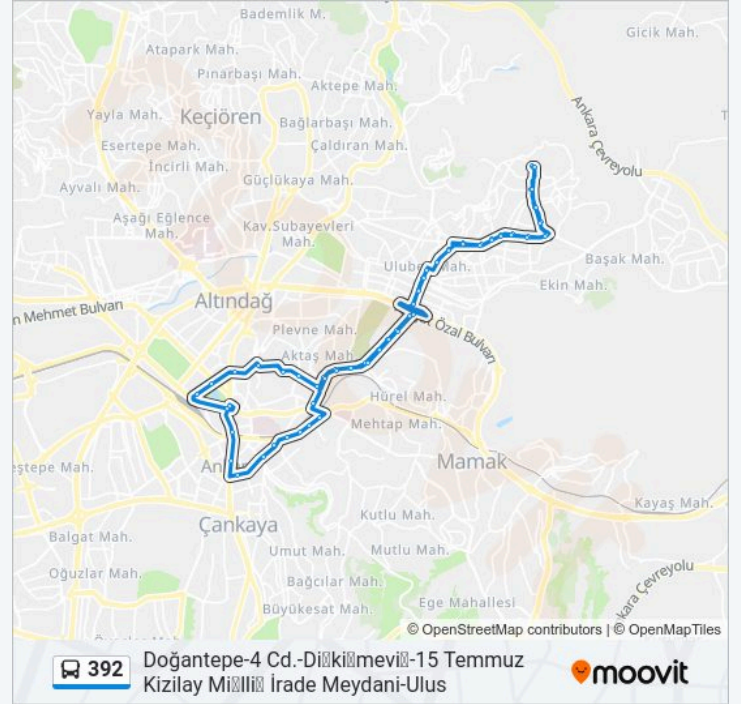 Bademlik M.
Gicik Mah.
Atapark Mah.
Pınarbaşı Mah.
Aktepe Mah.
Ankara Çevreyolu
Yayla Mah.
Keçiören
Bağlarbaşı Mah.
Esertepe Mah.
Çaldıran Mah.
İncirli Mah.
Güçlükaya Mah.
Ayvalı Mah.
Aşağı Eğlence
Mah.
Kav.Subayevleri
Mah.
Başak Mah.
Ulubey Mah.
Ekin Mah.
Altındağ
n Mehmet Bulvarı
Plevne Mah.
Özal Bulvarı
Aktaş Mah.
Hürel Mah.
Mehtap Mah.
Mamak
eştepe Mah.
An
Kayaş Mah.
Kutlu Mah.
Çankaya
Balgat Mah.
Umut Mah.
Mutlu Mah.
Oğuzlar Mah.
Bağcılar Mah.
kara Çevreyolu
Büyükesat Mah.
Ege Mahallesi
© OpenStreetMap contributors | © OpenMapTiles
392
Doğantepe-4 Cd.-Di▯ki▯mevi▯-15 Temmuz
Kizilay Mi▯lli▯ İrade Meydani-Ulus
moovit